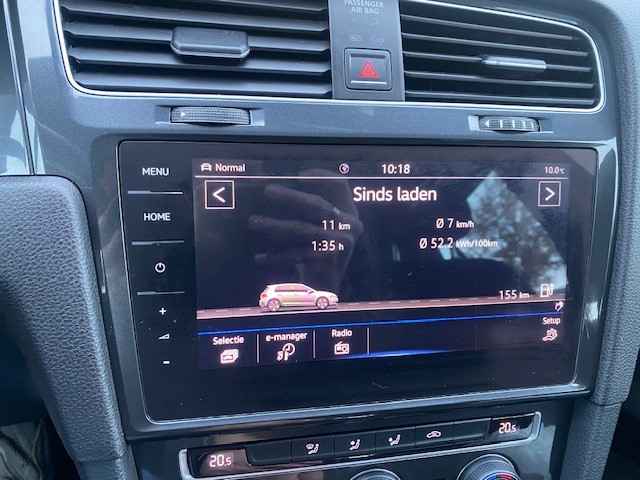 PASSENGER
AIR BAG
MENU
HOME
Normal
10:18
10.0°C
Sinds laden
11 km
Ø 7 km/h
1:35 h
Ø 52.2 kWh/100km
155 km
Selectie
e-manager
Radio
Setup
20.5
20.5